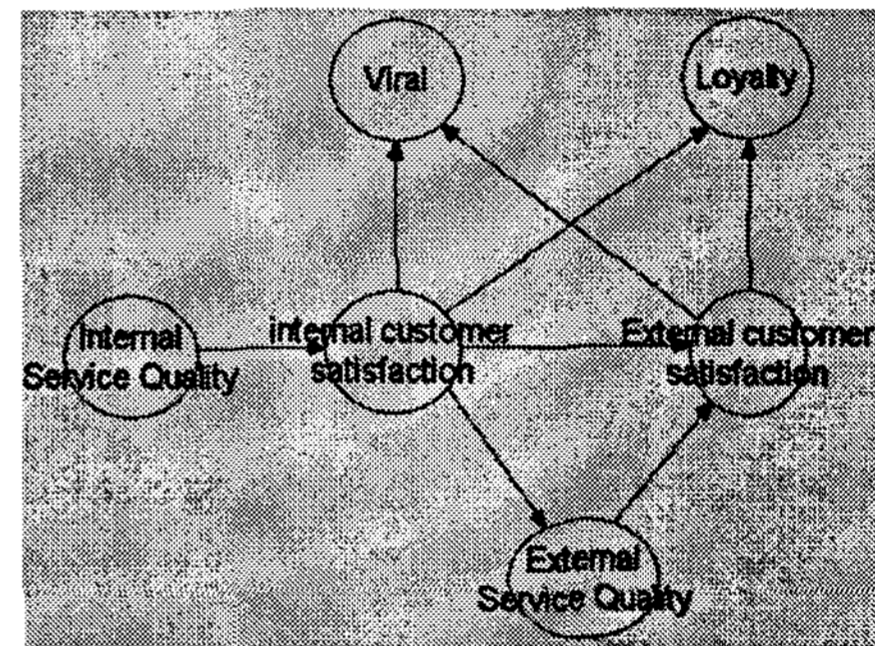 Viral
Loyalty
Internal
Service Quality
internal customer
satisfaction
External customer
satisfaction
External
Service Quality